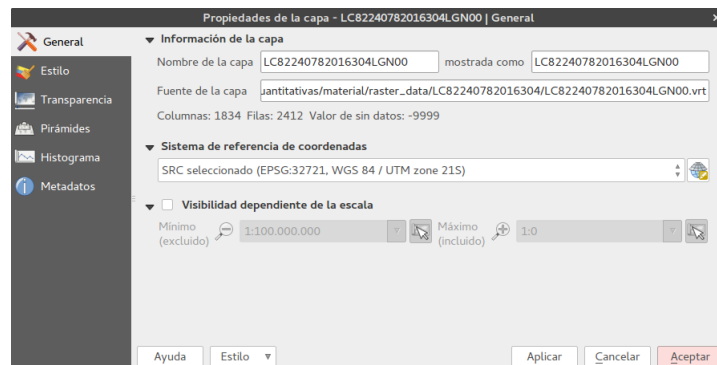 Propiedades de la capa - LC82240782016304LGN00 | General
General
Estilo
Transparencia
Pirámides
Histograma
Metadatos
Información de la capa
Nombre de la capa LC82240782016304LGN00 mostrada como LC82240782016304LGN00
Fuente de la capa uantitativas/material/raster_data/LC82240782016304/LC82240782016304LGN00.vrt
Columnas: 1834 Filas: 2412 Valor de sin datos: -9999
Sistema de referencia de coordenadas
SRC seleccionado (EPSG:32721, WGS 84 / UTM zone 21S)
Visibilidad dependiente de la escala
Mínimo (excluido) 1:100.000.000 Máximo (incluido) 1:0
Ayuda Estilo Aplicar Cancelar Aceptar